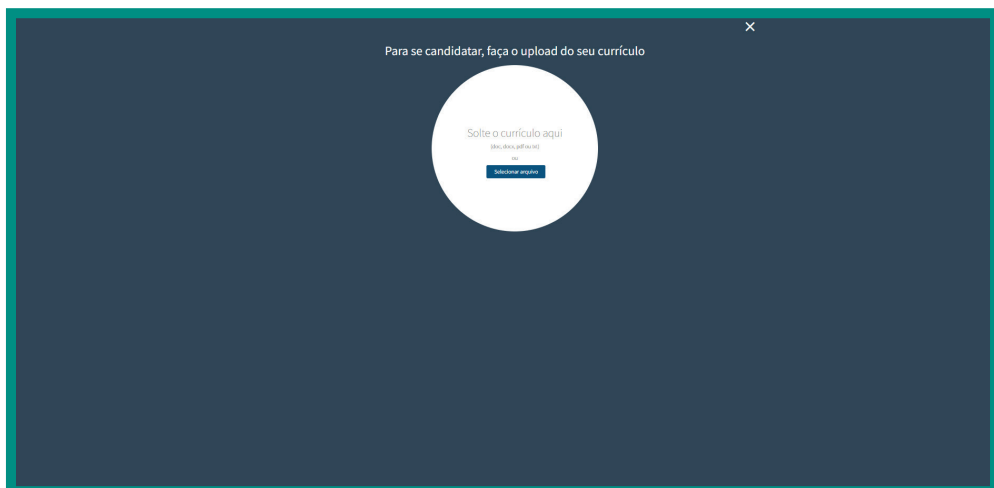 Para se candidatar, faça o upload do seu currículo
Solte o currículo aqui
(doc, docx, pdf ou txt)
ou
Selecionar arquivo